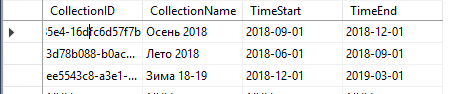 CollectionID CollectionName TimeStart TimeEnd
5e4-16dfc6d57f7b Осень 2018 2018-09-01 2018-12-01
3d78b088-b0ac... Лето 2018 2018-06-01 2018-09-01
ee5543c8-a3e1-... Зима 18-19 2018-12-01 2019-03-01